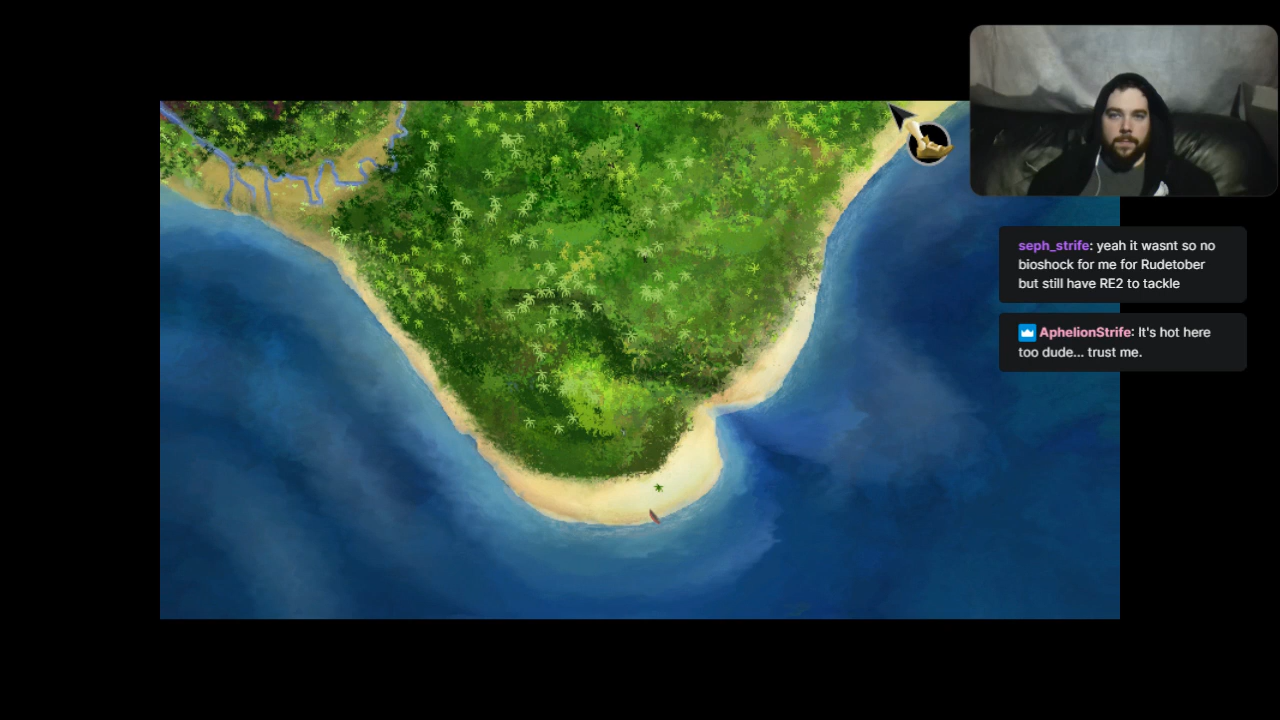 seph_strife: yeah it wasnt so no
bioshock for me for Rudetober
but still have RE2 to tackle
AphelionStrife: It's hot here
too dude... trust me.